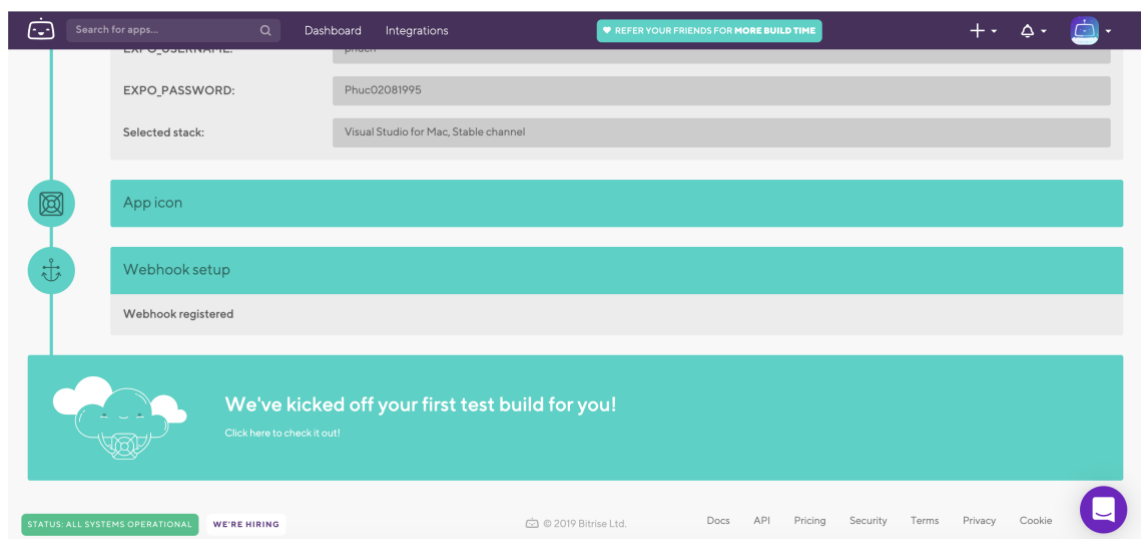 Search for apps...
Dashboard
Integrations
REFER YOUR FRIENDS FOR MORE BUILD TIME
EXPO_USERNAME:
EXPO_PASSWORD:
Phuc02081995
Selected stack:
Visual Studio for Mac, Stable channel
App icon
Webhook setup
Webhook registered
We've kicked off your first test build for you!
Click here to check it out!
STATUS: ALL SYSTEMS OPERATIONAL
WE'RE HIRING
© 2019 Bitrise Ltd.
Docs
API
Pricing
Security
Terms
Privacy
Cookie